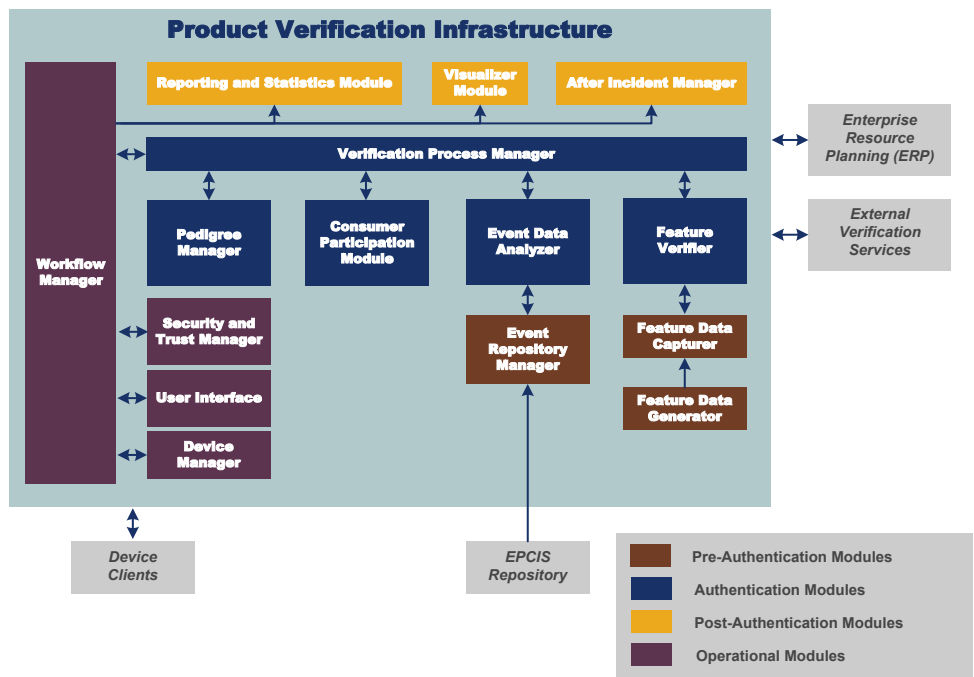 Product Verification Infrastructure
Reporting and Statistics Module
Visualizer
Module
After Incident Manager
Verification Process Manager
Workflow
Manager
Pedigree
Manager
Consumer
Participation
Module
Event Data
Analyzer
Feature
Verifier
Security and
Trust Manager
Event
Repository
Manager
Feature Data
Capturer
User Interface
Feature Data
Generator
Device
Manager
Enterprise
Resource
Planning (ERP)
External
Verification
Services
Device
Clients
EPCIS
Repository
Pre-Authentication Modules
Authentication Modules
Post-Authentication Modules
Operational Modules